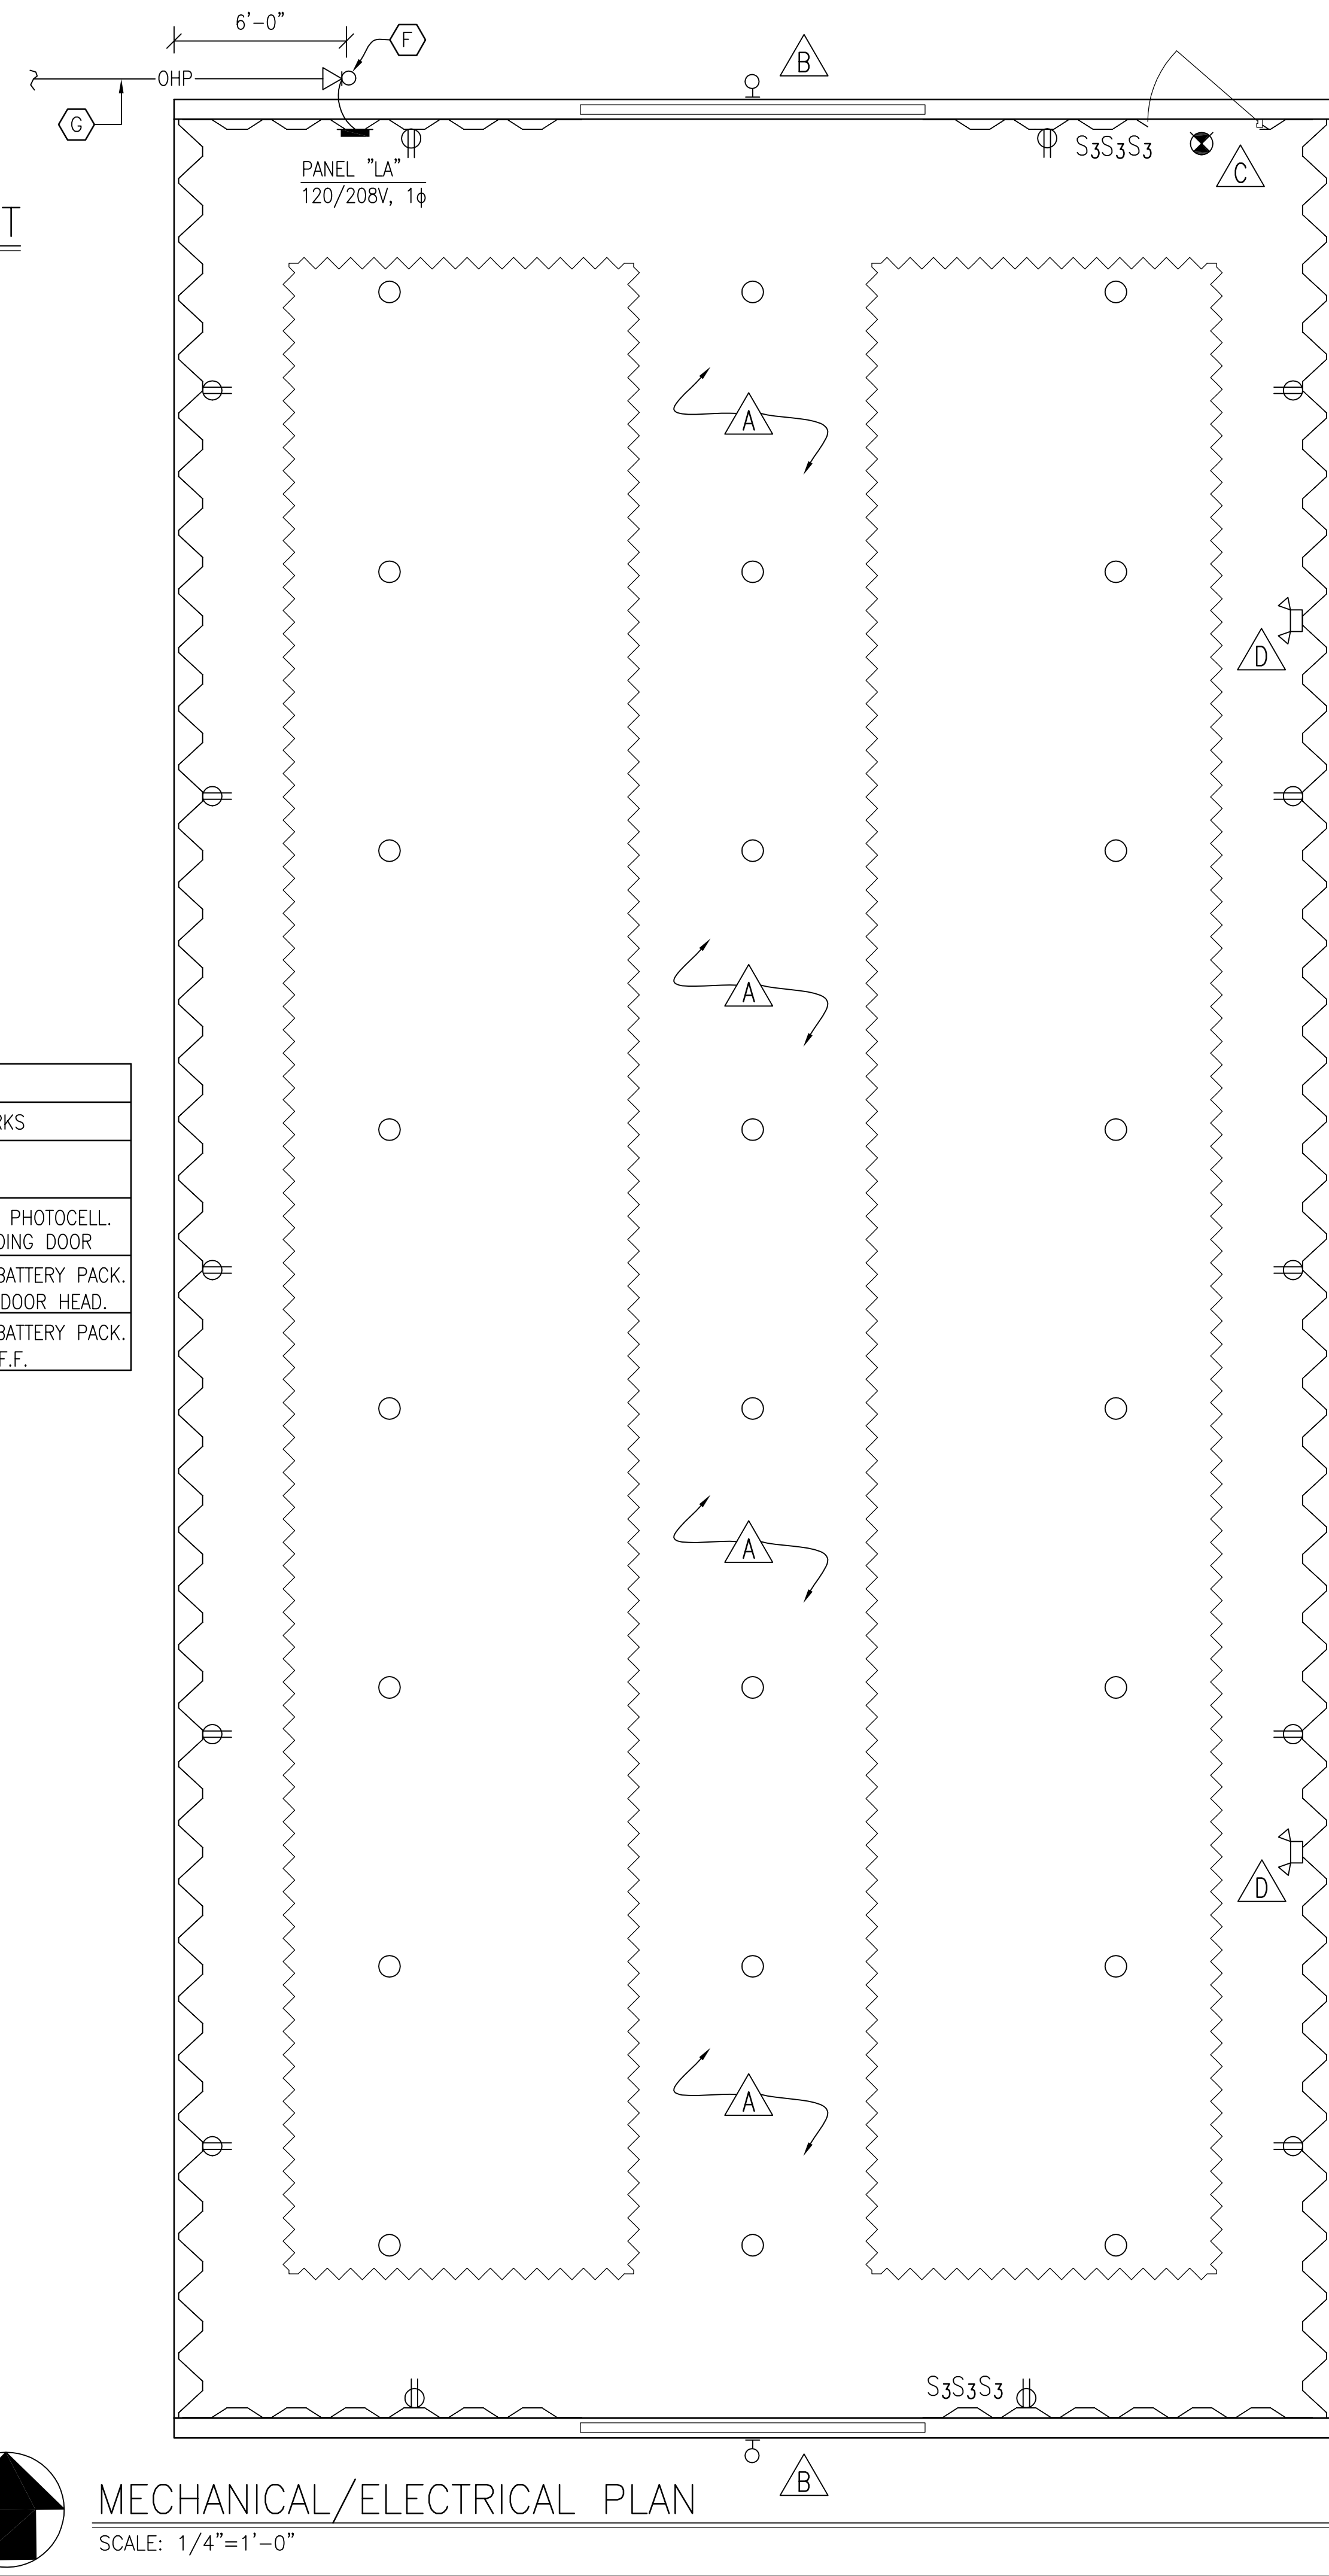 6'-0"
F
OHP
B
G
PANEL "LA"
120/208V, 1ϕ
S3S3S3
C
T
A
D
A
RKS
PHOTOCELL.
DING DOOR
BATTERY PACK.
DOOR HEAD.
BATTERY PACK.
F.F.
A
D
A
S3S3S3
B
MECHANICAL/ELECTRICAL PLAN
SCALE: 1/4"=1'-0"